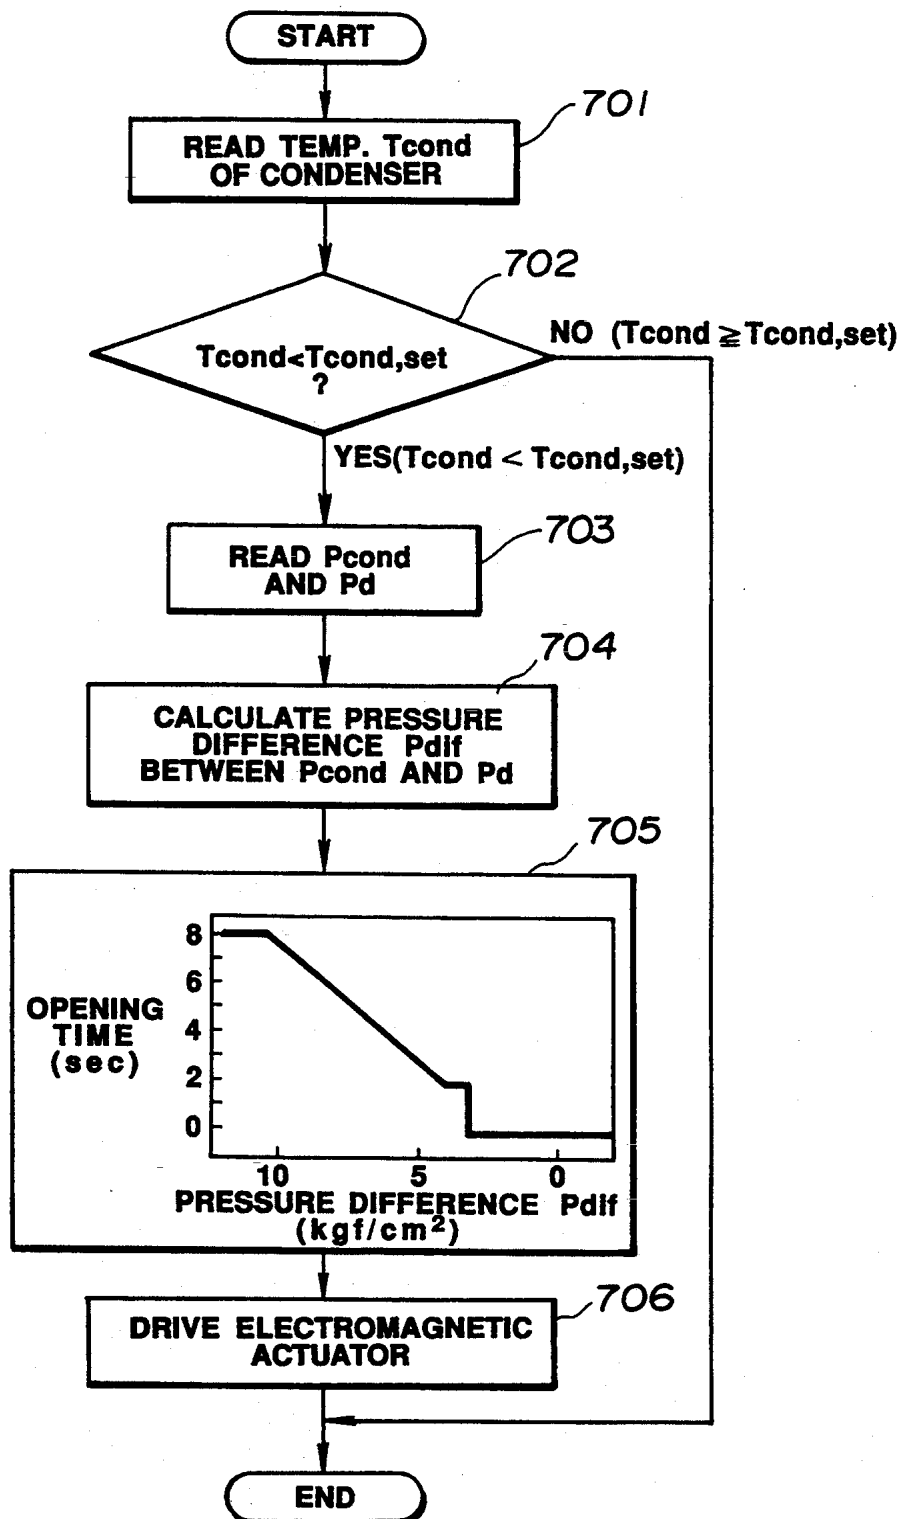 START
701
READ TEMP. Tcond
OF CONDENSER
702
NO (Tcond ≧ Tcond,set)
Tcond<Tcond,set
?
YES(Tcond < Tcond,set)
703
READ Pcond
AND Pd
704
CALCULATE PRESSURE
DIFFERENCE Pdif
BETWEEN Pcond AND Pd
705
8
6
OPENING
TIME
(sec)
4
2
0
10 5 0
PRESSURE DIFFERENCE Pdif
(kgf/cm²)
706
DRIVE ELECTROMAGNETIC
ACTUATOR
END